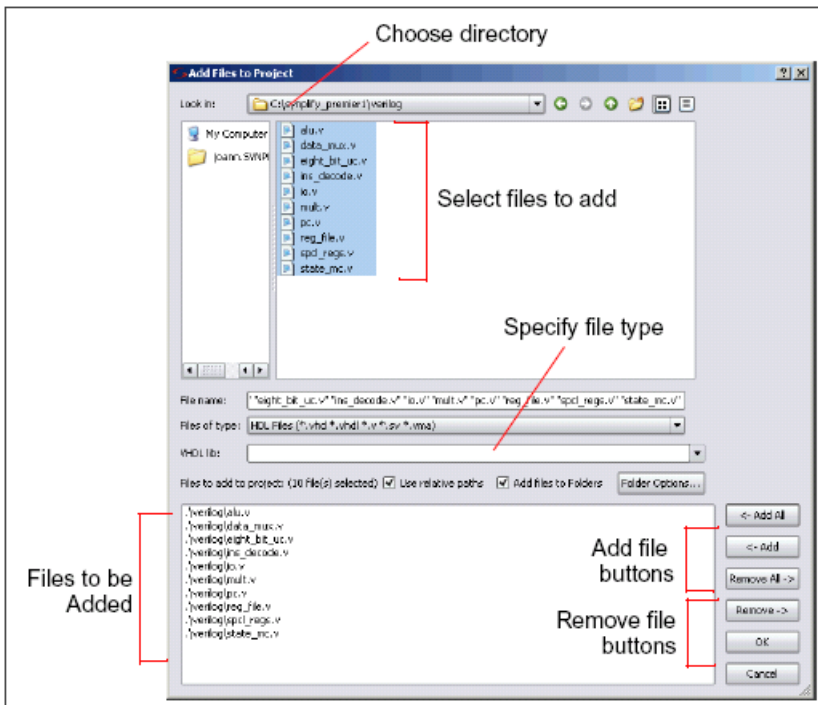 Choose directory
Add Files to Project
Look in:
C:\synplify_premier1\verilog
My Computer
alu.v
data_mux.v
eight_bit_uc.v
ins_decode.v
io.v
mult.v
pc.v
reg_file.v
spcl_regs.v
state_mc.v
Select files to add
Specify file type
File name:
"eight_bit_uc.v" "ins_decode.v" "io.v" "mult.v" "pc.v" "reg_file.v" "spcl_regs.v" "state_mc.v"
Files of type:
HDL Files (*.vhd *.vhdl *.v *.sv *.vma)
VHDL lib:
Files to add to project: (10 file(s) selected)
Use relative paths
Add files to Folders
Folder Options...
.\verilog\alu.v
.\verilog\data_mux.v
.\verilog\eight_bit_uc.v
.\verilog\ins_decode.v
.\verilog\io.v
.\verilog\mult.v
.\verilog\pc.v
.\verilog\reg_file.v
.\verilog\spcl_regs.v
.\verilog\state_mc.v
Files to be
Added
Add file
buttons
Remove file
buttons
<- Add All
<- Add
Remove All ->
Remove ->
OK
Cancel